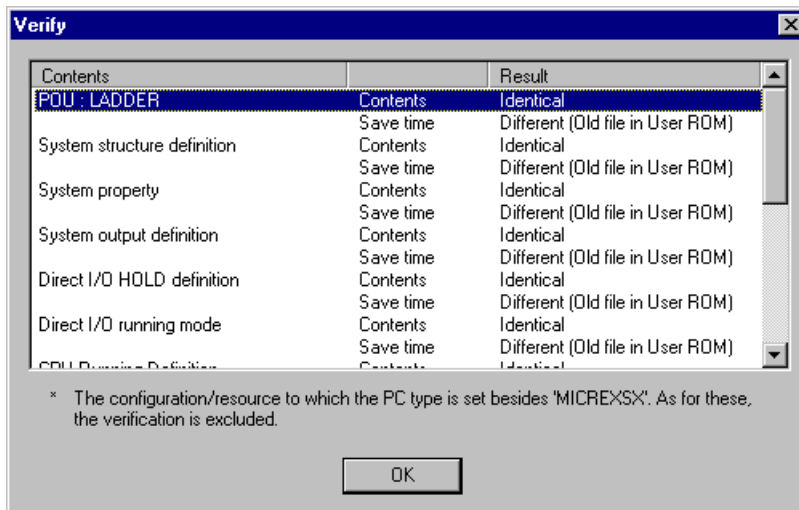 Verify
Contents Result
POU : LADDER Contents Identical
Save time Different (Old file in User ROM)
System structure definition Contents Identical
Save time Different (Old file in User ROM)
System property Contents Identical
Save time Different (Old file in User ROM)
System output definition Contents Identical
Save time Different (Old file in User ROM)
Direct I/O HOLD definition Contents Identical
Save time Different (Old file in User ROM)
Direct I/O running mode Contents Identical
Save time Different (Old file in User ROM)
CPU Running Definition Contents Identical
* The configuration/resource to which the PC type is set besides 'MICREXSX'. As for these,
the verification is excluded.
OK